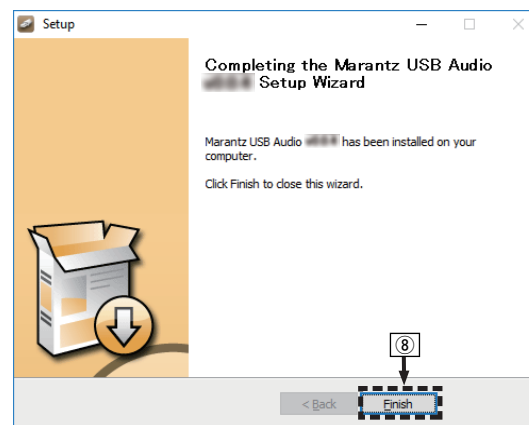 Setup
Completing the Marantz USB Audio
Setup Wizard
Marantz USB Audio has been installed on your
computer.
Click Finish to close this wizard.
⑧
< Back
Finish